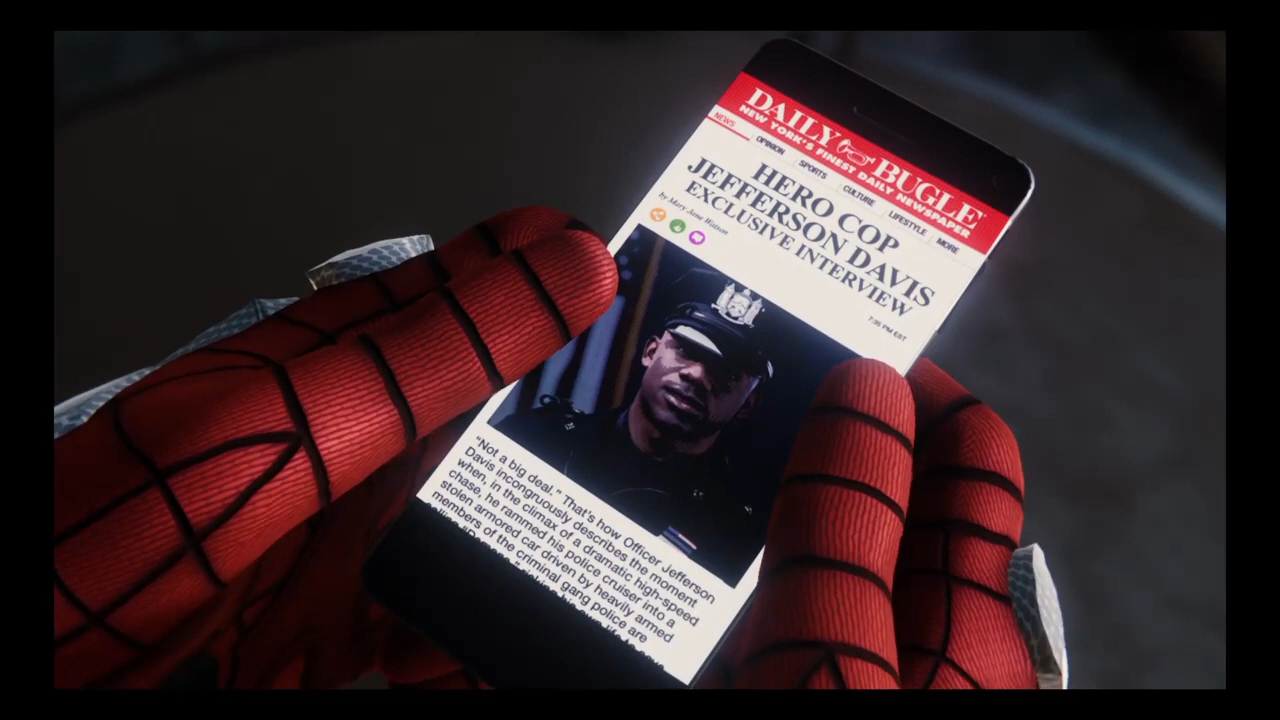 DAILY BUGLE
NEW YORK'S FINEST DAILY NEWSPAPER
NEWS OPINION SPORTS CULTURE LIFESTYLE MORE
HERO COP
JEFFERSON DAVIS
EXCLUSIVE INTERVIEW
by Mary Jane Watson
7:35 PM EST
"Not a big deal." That's how Officer Jefferson
Davis incongruously describes the moment
when, in the climax of a dramatic high-speed
chase, he rammed his police cruiser into a
stolen armored car driven by heavily armed
members of the criminal gang police are